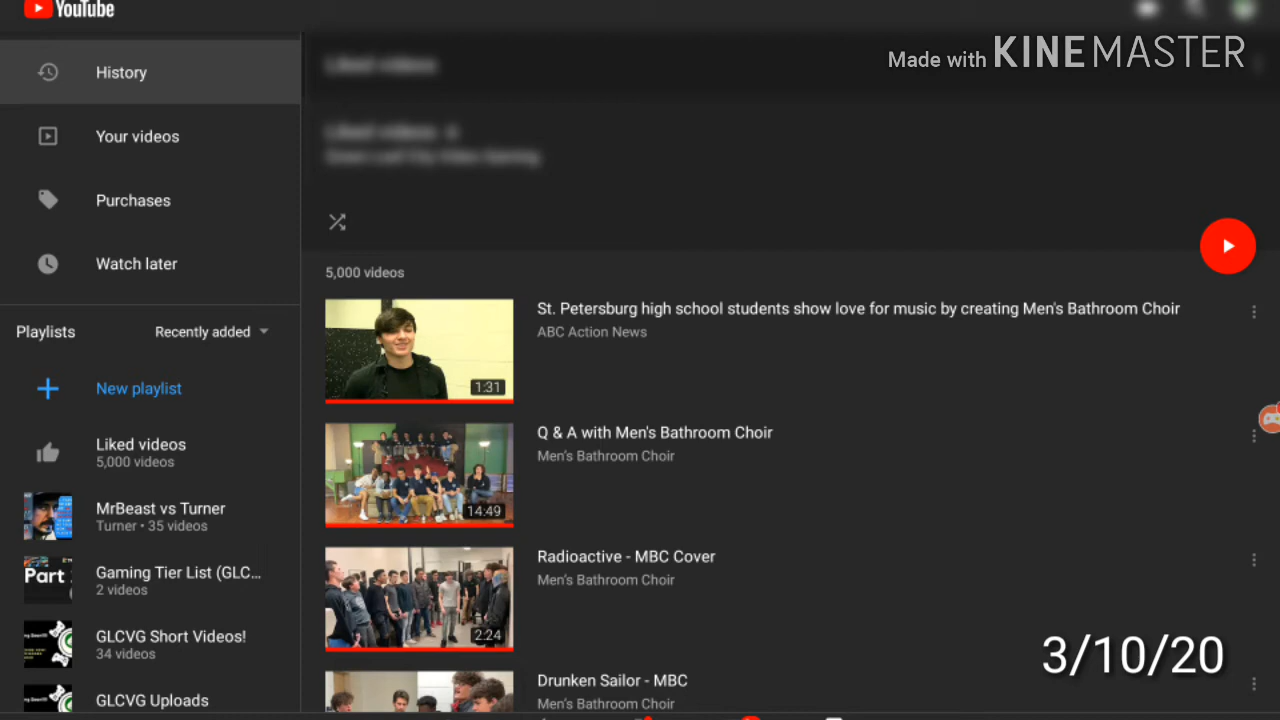 YouTube
Made with KINEMASTER
History
Your videos
Purchases
Watch later
Playlists
Recently added
New playlist
Liked videos
5,000 videos
MrBeast vs Turner
Turner • 35 videos
Part
Gaming Tier List (GLC...
2 videos
GLCVG Short Videos!
34 videos
GLCVG Uploads
Liked videos
Liked videos
5,000 videos
St. Petersburg high school students show love for music by creating Men's Bathroom Choir
ABC Action News
1:31
Q & A with Men's Bathroom Choir
Men's Bathroom Choir
14:49
Radioactive - MBC Cover
Men's Bathroom Choir
2:24
Drunken Sailor - MBC
Men's Bathroom Choir
3/10/20